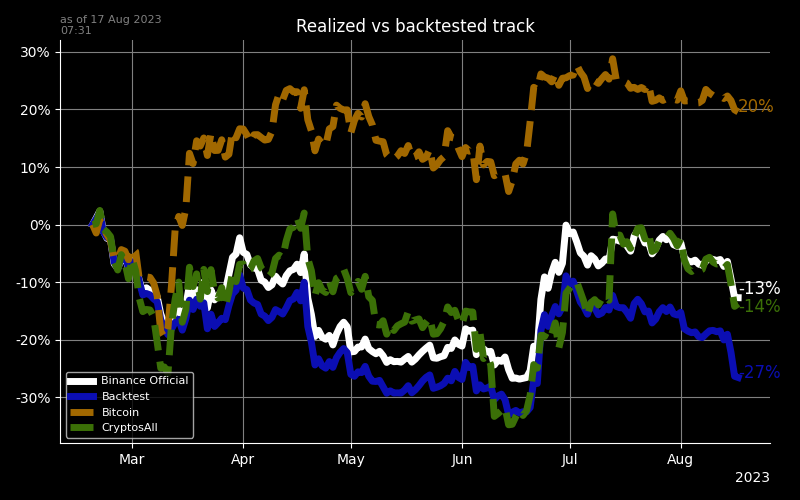 as of 17 Aug 2023
07:31
Realized vs backtested track
30%
20%
10%
0%
-10%
-20%
-30%
20%
-13%
-14%
-27%
Binance Official
Backtest
Bitcoin
CryptosAll
Mar
Apr
May
Jun
Jul
Aug
2023